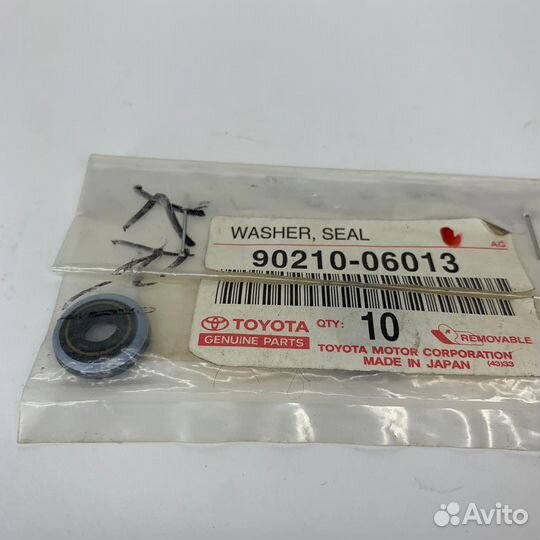 WASHER, SEAL
AG
90210-06013
TOYOTA QTY: 10 REMOVABLE
GENUINE PARTS
TOYOTA MOTOR CORPORATION
MADE IN JAPAN (43)33
Avito